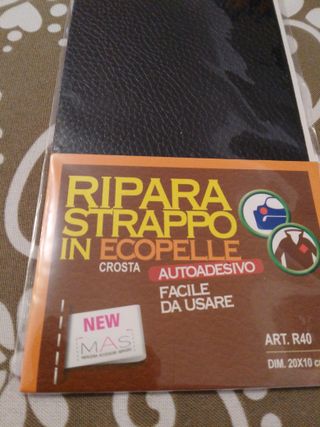 RIPARA
STRAPPO
IN ECOPELLE
CROSTA AUTOADESIVO
FACILE
DA USARE
NEW
MAS
ART. R40
DIM. 20X10 c